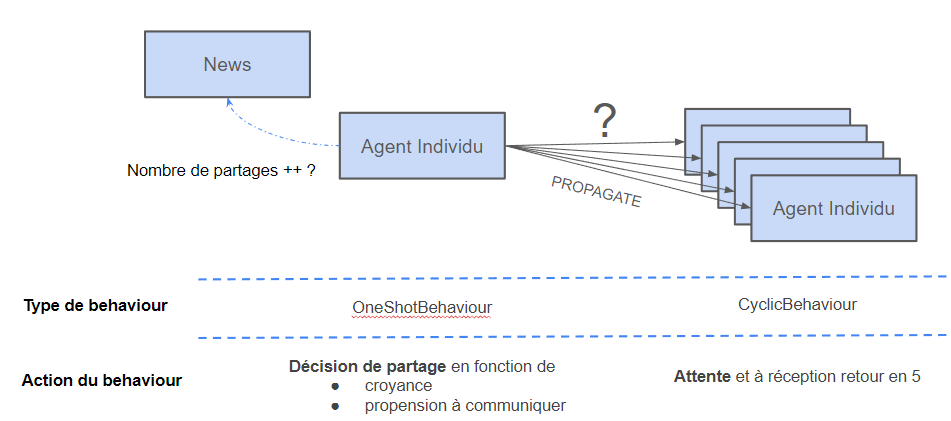 News
Agent Individu
?
Nombre de partages ++ ?
PROPAGATE
Agent Individu
Type de behaviour
OneShotBehaviour
CyclicBehaviour
Action du behaviour
Décision de partage en fonction de
● croyance
● propension à communiquer
Attente et à réception retour en 5